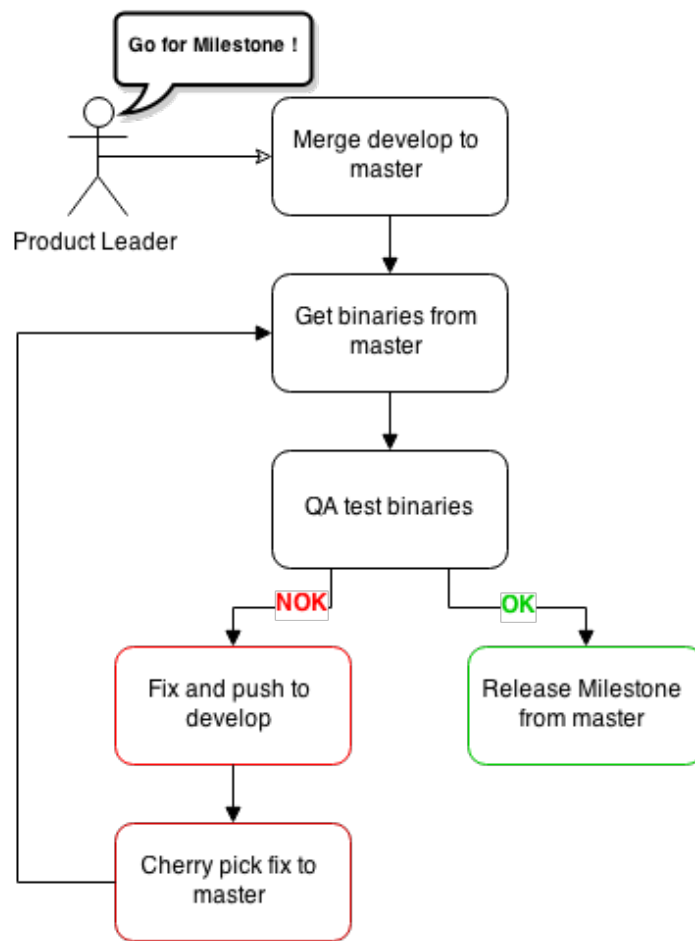 Go for Milestone !
Merge develop to
master
Product Leader
Get binaries from
master
QA test binaries
NOK
OK
Fix and push to
develop
Release Milestone
from master
Cherry pick fix to
master